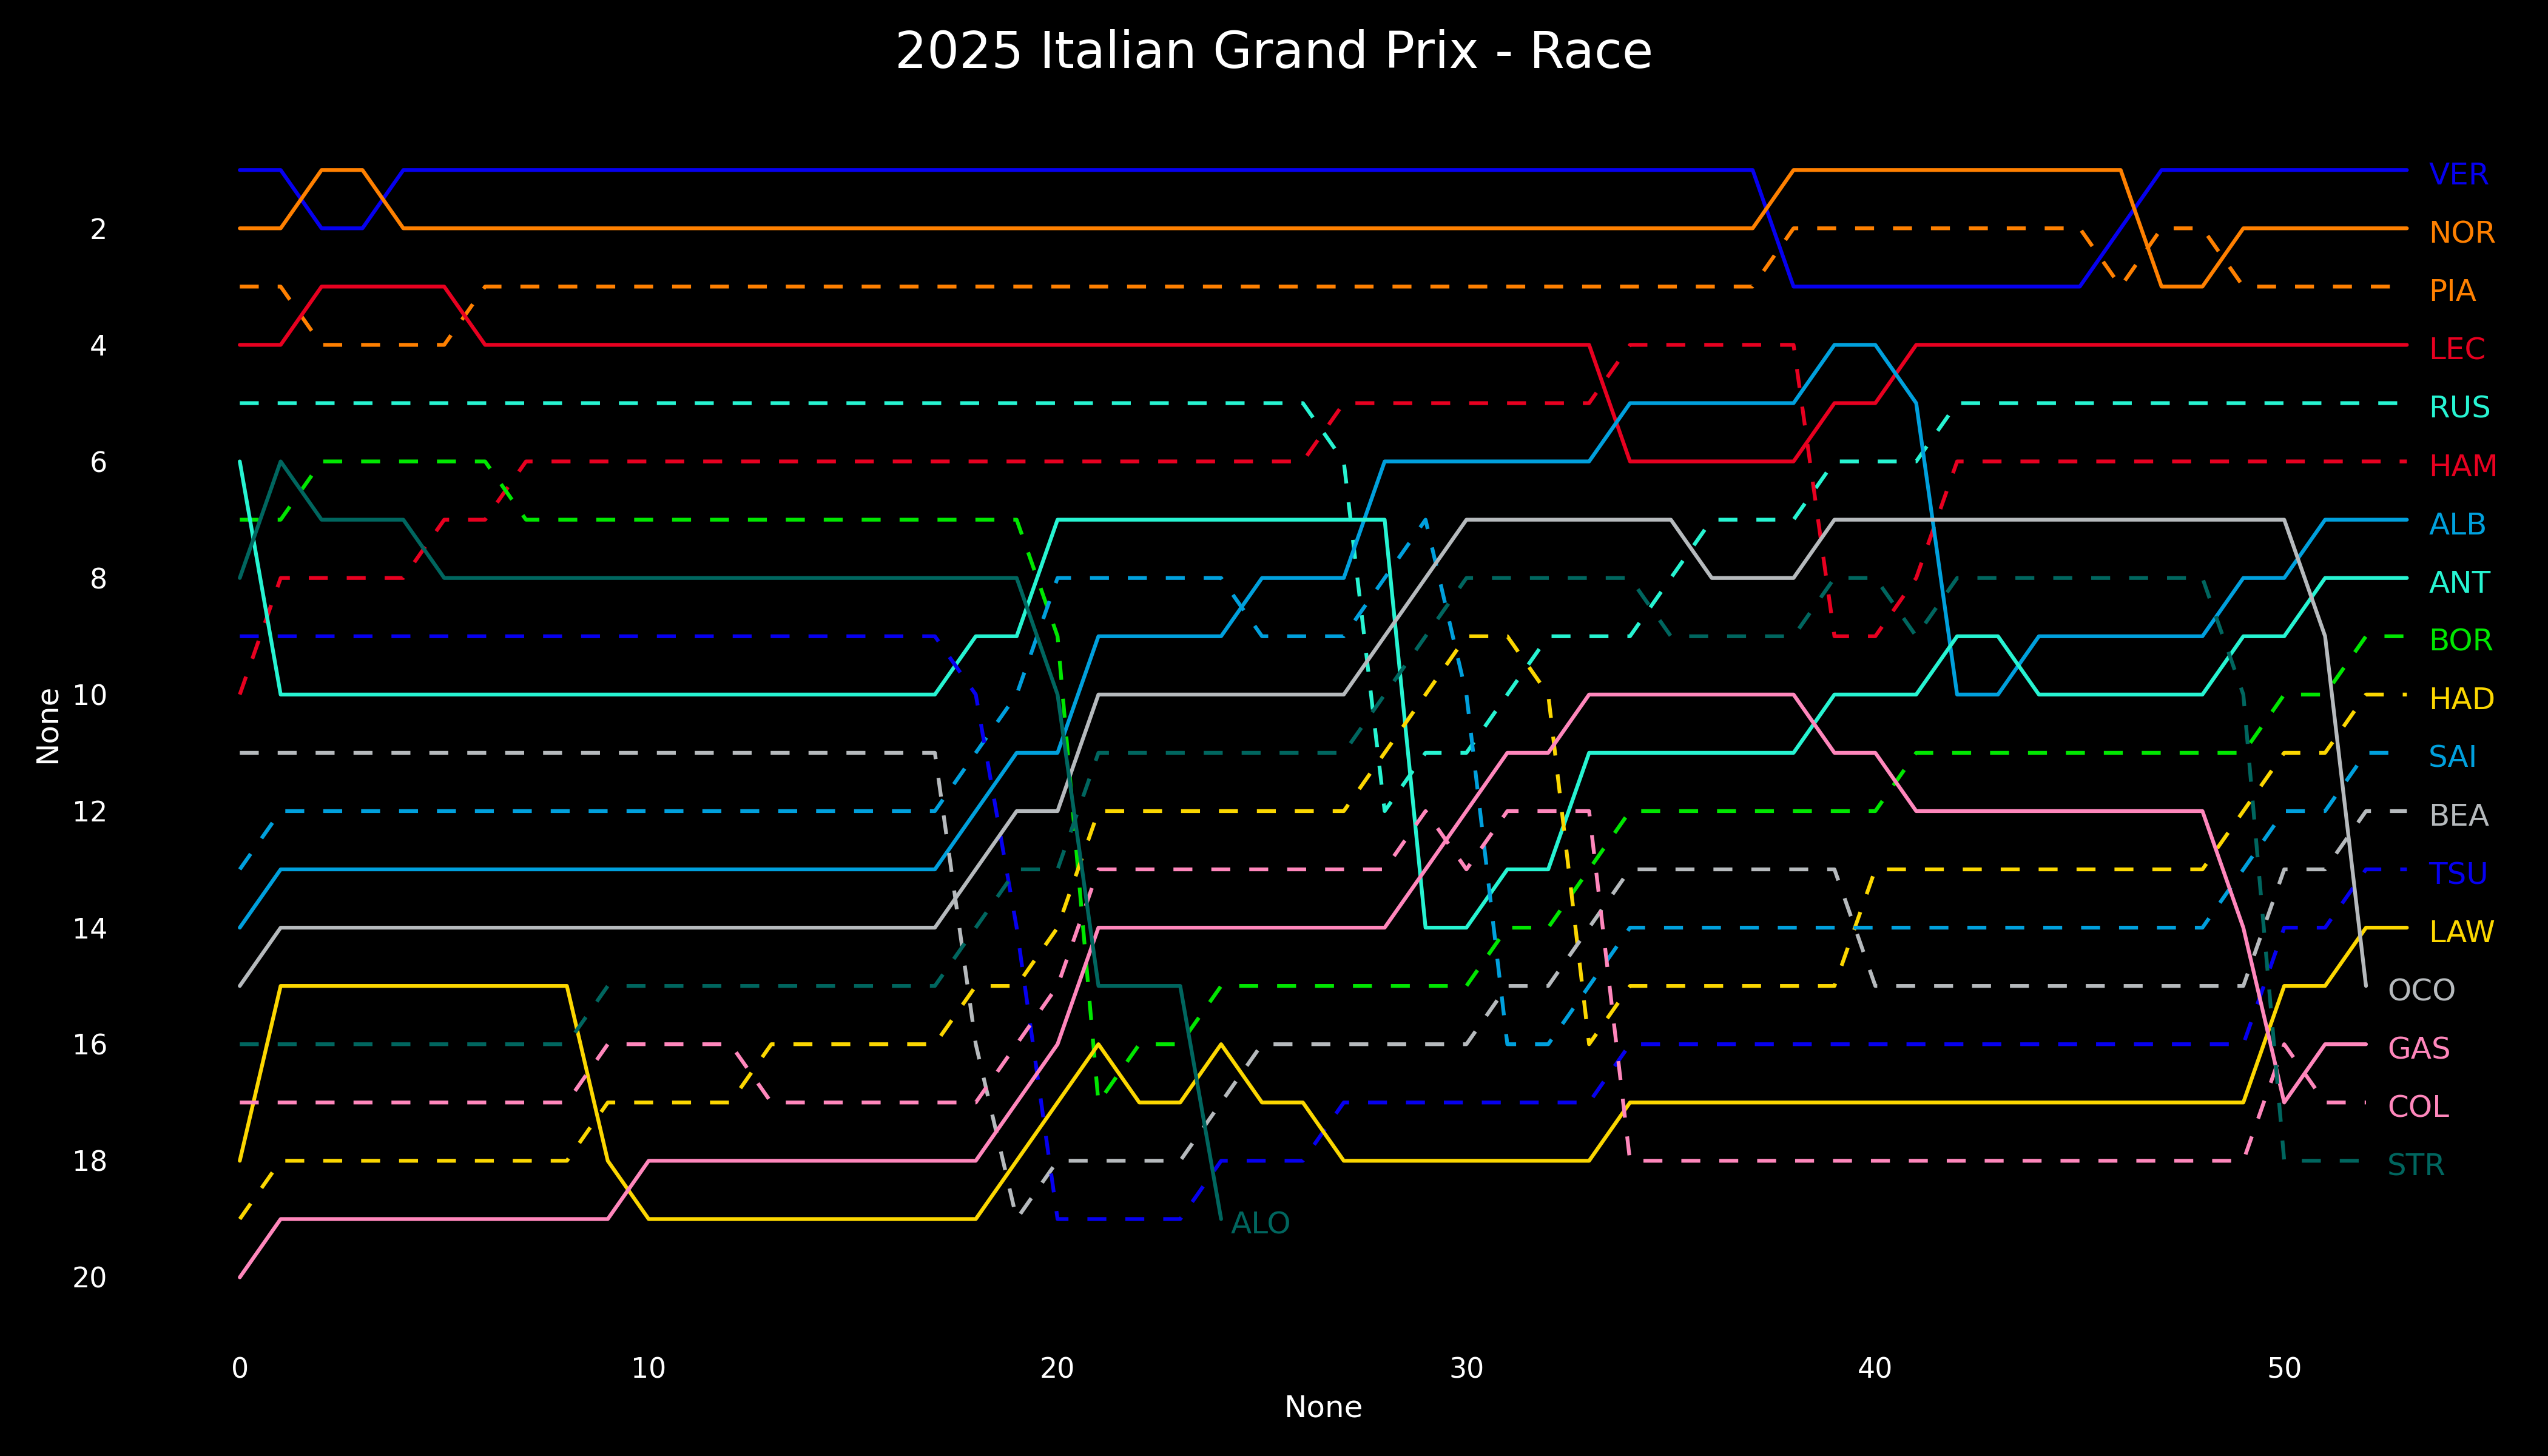 2025 Italian Grand Prix - Race
VER
2
NOR
PIA
4
LEC
RUS
6
HAM
ALB
8
ANT
BOR
10
HAD
None
SAI
12
BEA
TSU
14
LAW
OCO
16
GAS
COL
18
STR
ALO
20
0 10 20 30 40 50
None